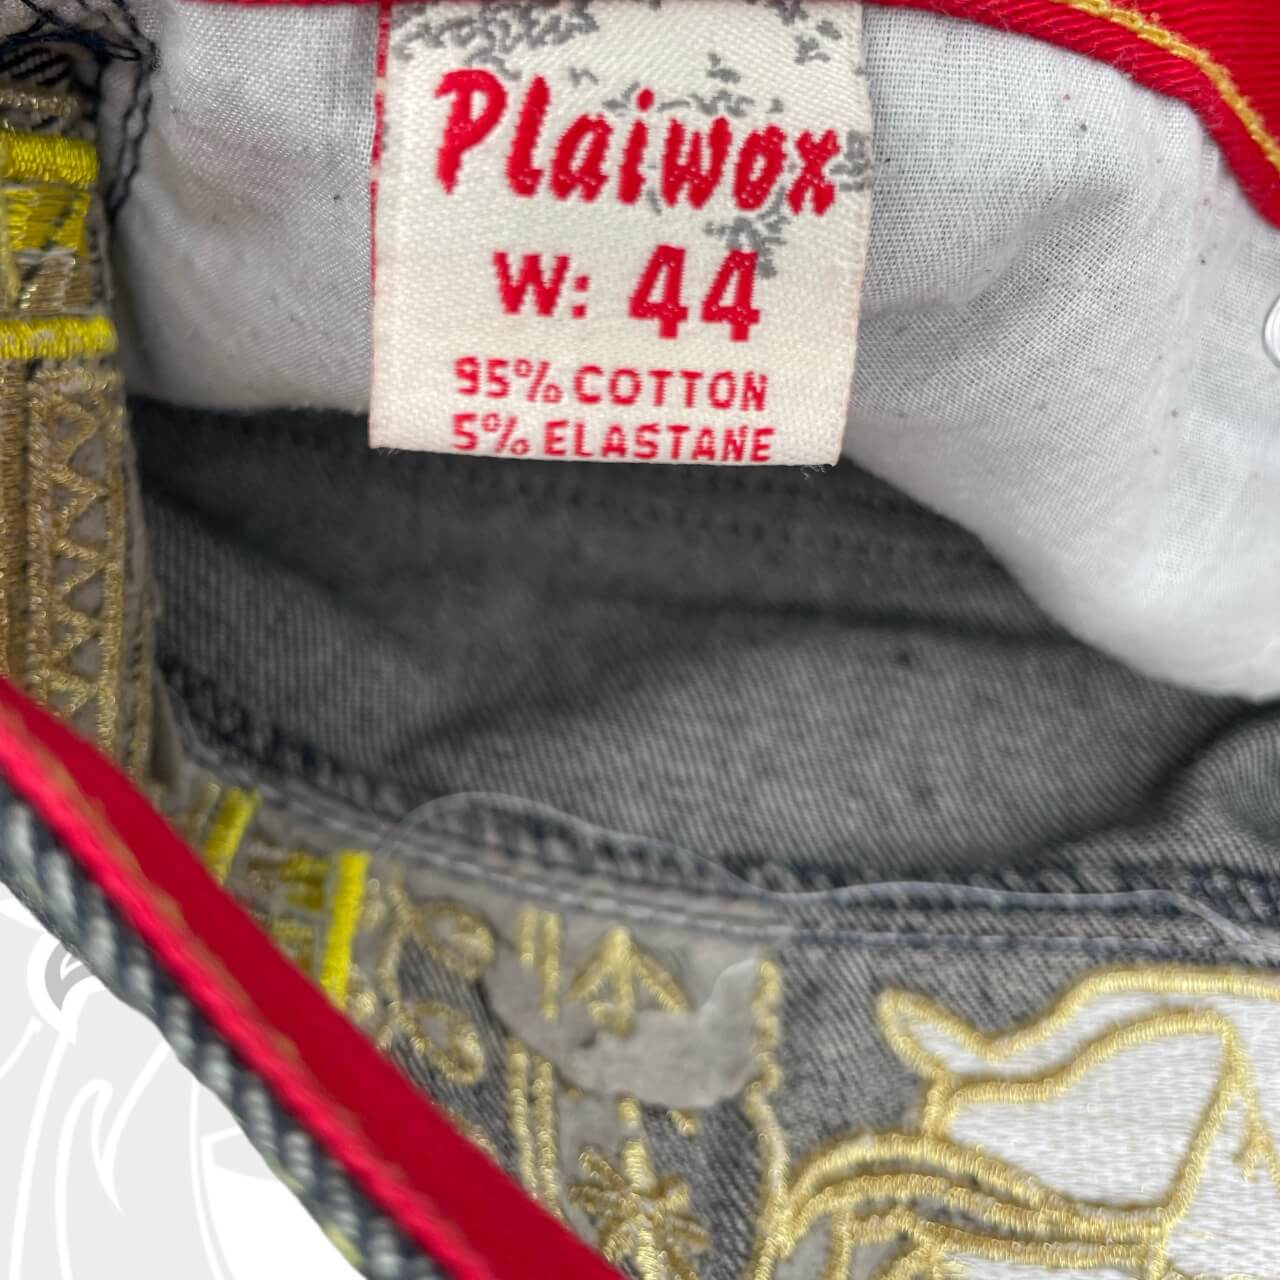 Plaiwox
W: 44
95% COTTON
5% ELASTANE